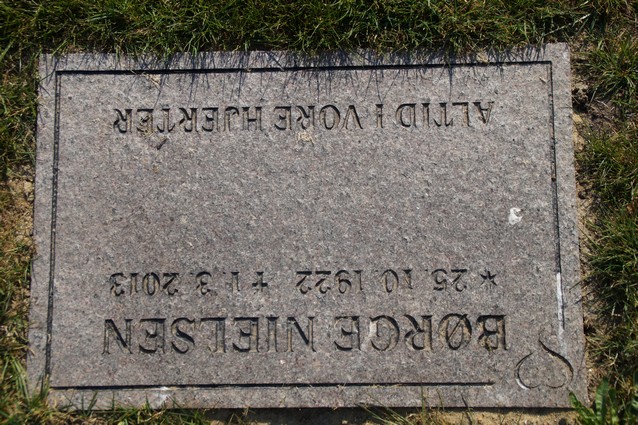 BØRGE NIELSEN
* 25. 10. 1922 † 1. 3. 2013
ALTID I VORE HJERTER